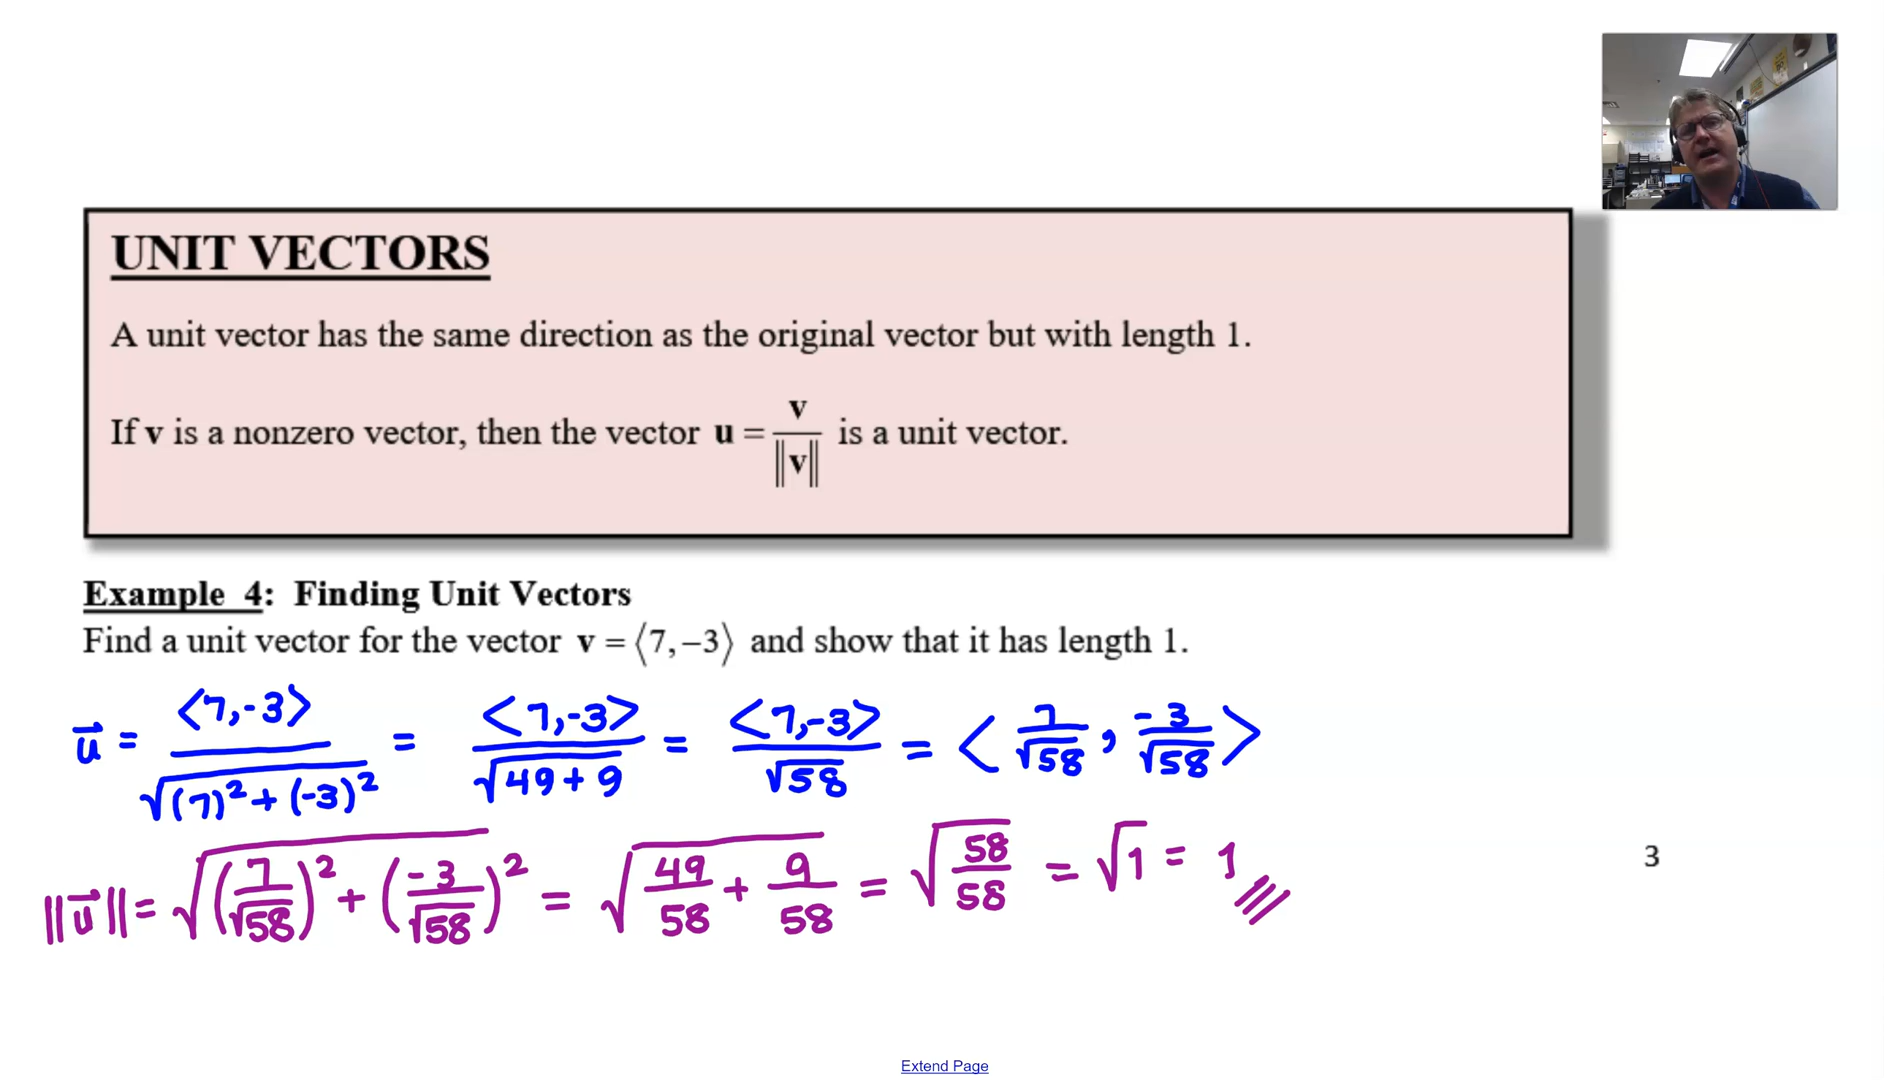 UNIT VECTORS
A unit vector has the same direction as the original vector but with length 1.
If v is a nonzero vector, then the vector u = v / ‖v‖ is a unit vector.
Example 4: Finding Unit Vectors
Find a unit vector for the vector v = ⟨7, −3⟩ and show that it has length 1.
u⃗ = <7, -3> / √((7)² + (-3)²) = <7, -3> / √(49 + 9) = <7, -3> / √58 = < 7/√58 , -3/√58 >
‖u⃗‖ = √((7/√58)² + (-3/√58)²) = √(49/58 + 9/58) = √(58/58) = √1 = 1
3
Extend Page